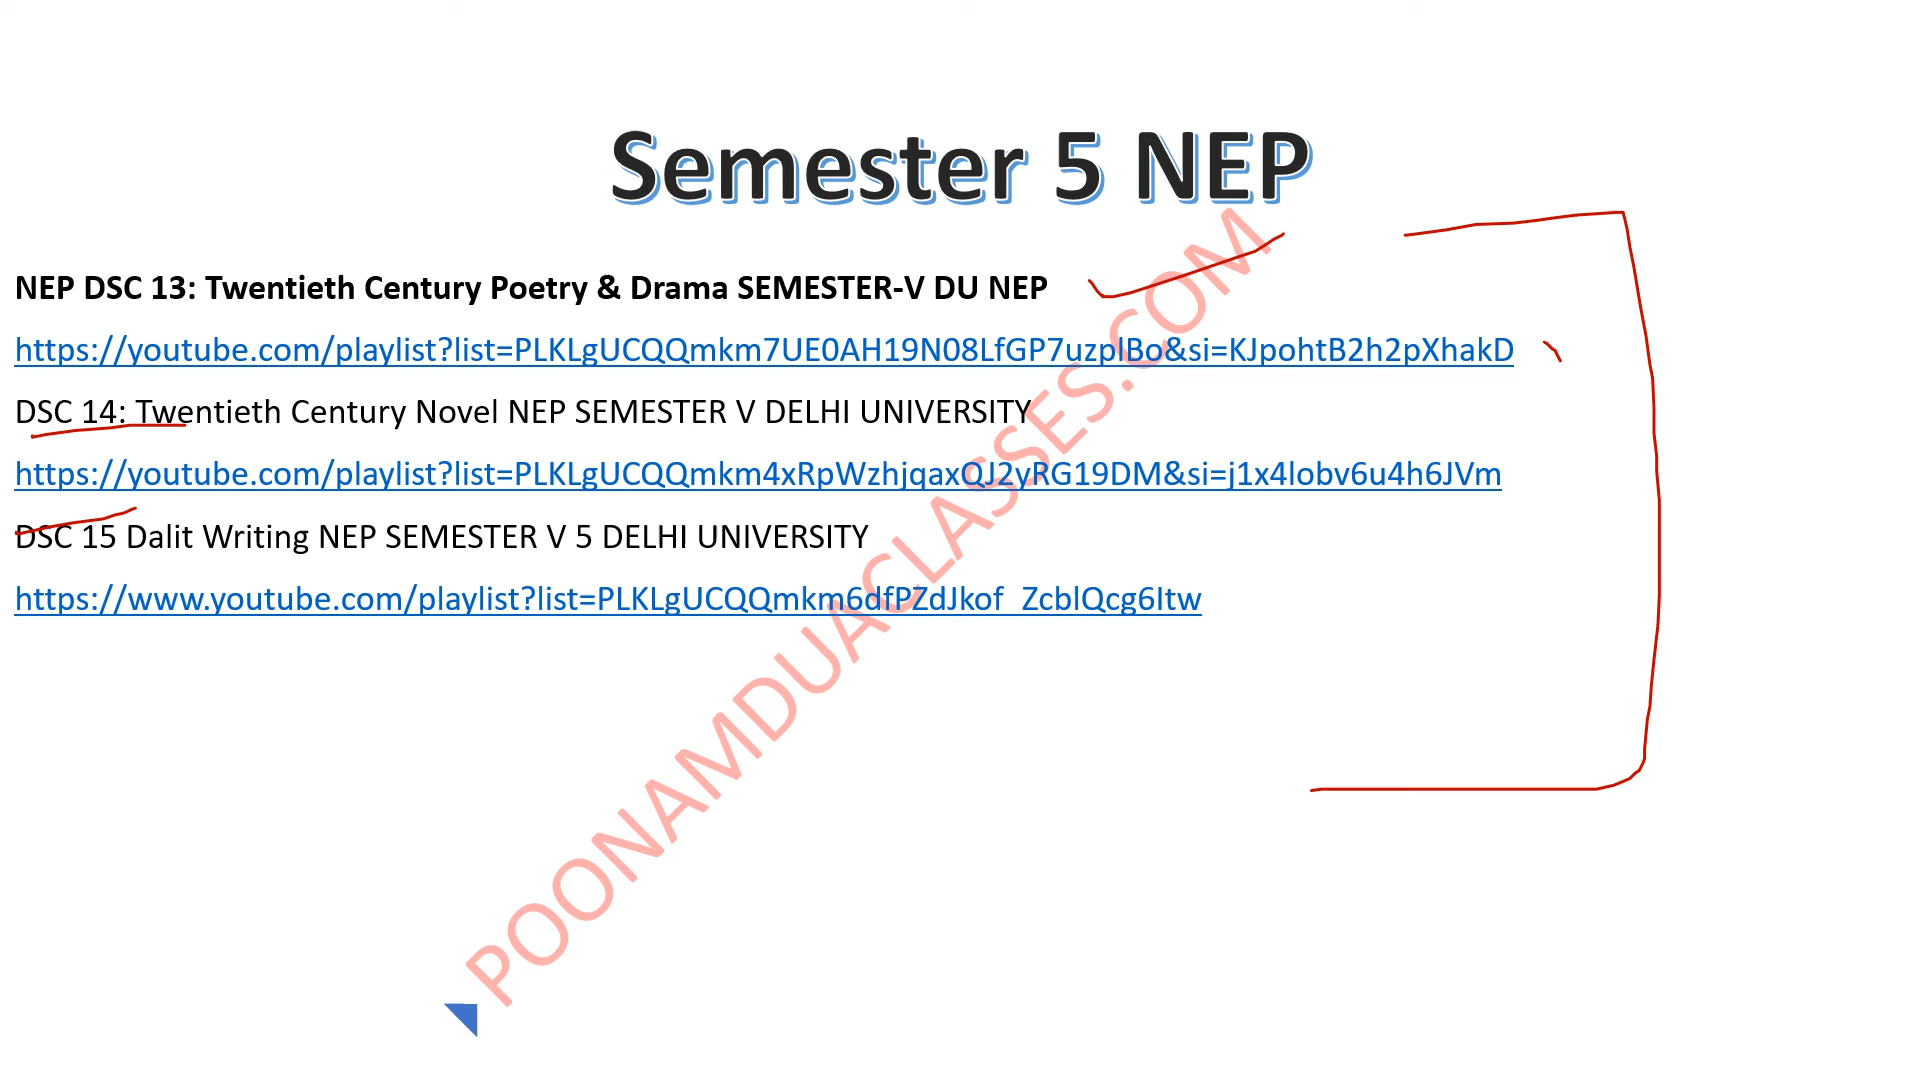 Semester 5 NEP
NEP DSC 13: Twentieth Century Poetry & Drama SEMESTER-V DU NEP
https://youtube.com/playlist?list=PLKLgUCQQmkm7UE0AH19N08LfGP7uzplBo&si=KJpohtB2h2pXhakD
DSC 14: Twentieth Century Novel NEP SEMESTER V DELHI UNIVERSITY
https://youtube.com/playlist?list=PLKLgUCQQmkm4xRpWzhjqaxQJ2yRG19DM&si=j1x4lobv6u4h6JVm
DSC 15 Dalit Writing NEP SEMESTER V 5 DELHI UNIVERSITY
https://www.youtube.com/playlist?list=PLKLgUCQQmkm6dfPZdJkof_ZcblQcg6Itw
POONAMDUACLASSES.COM